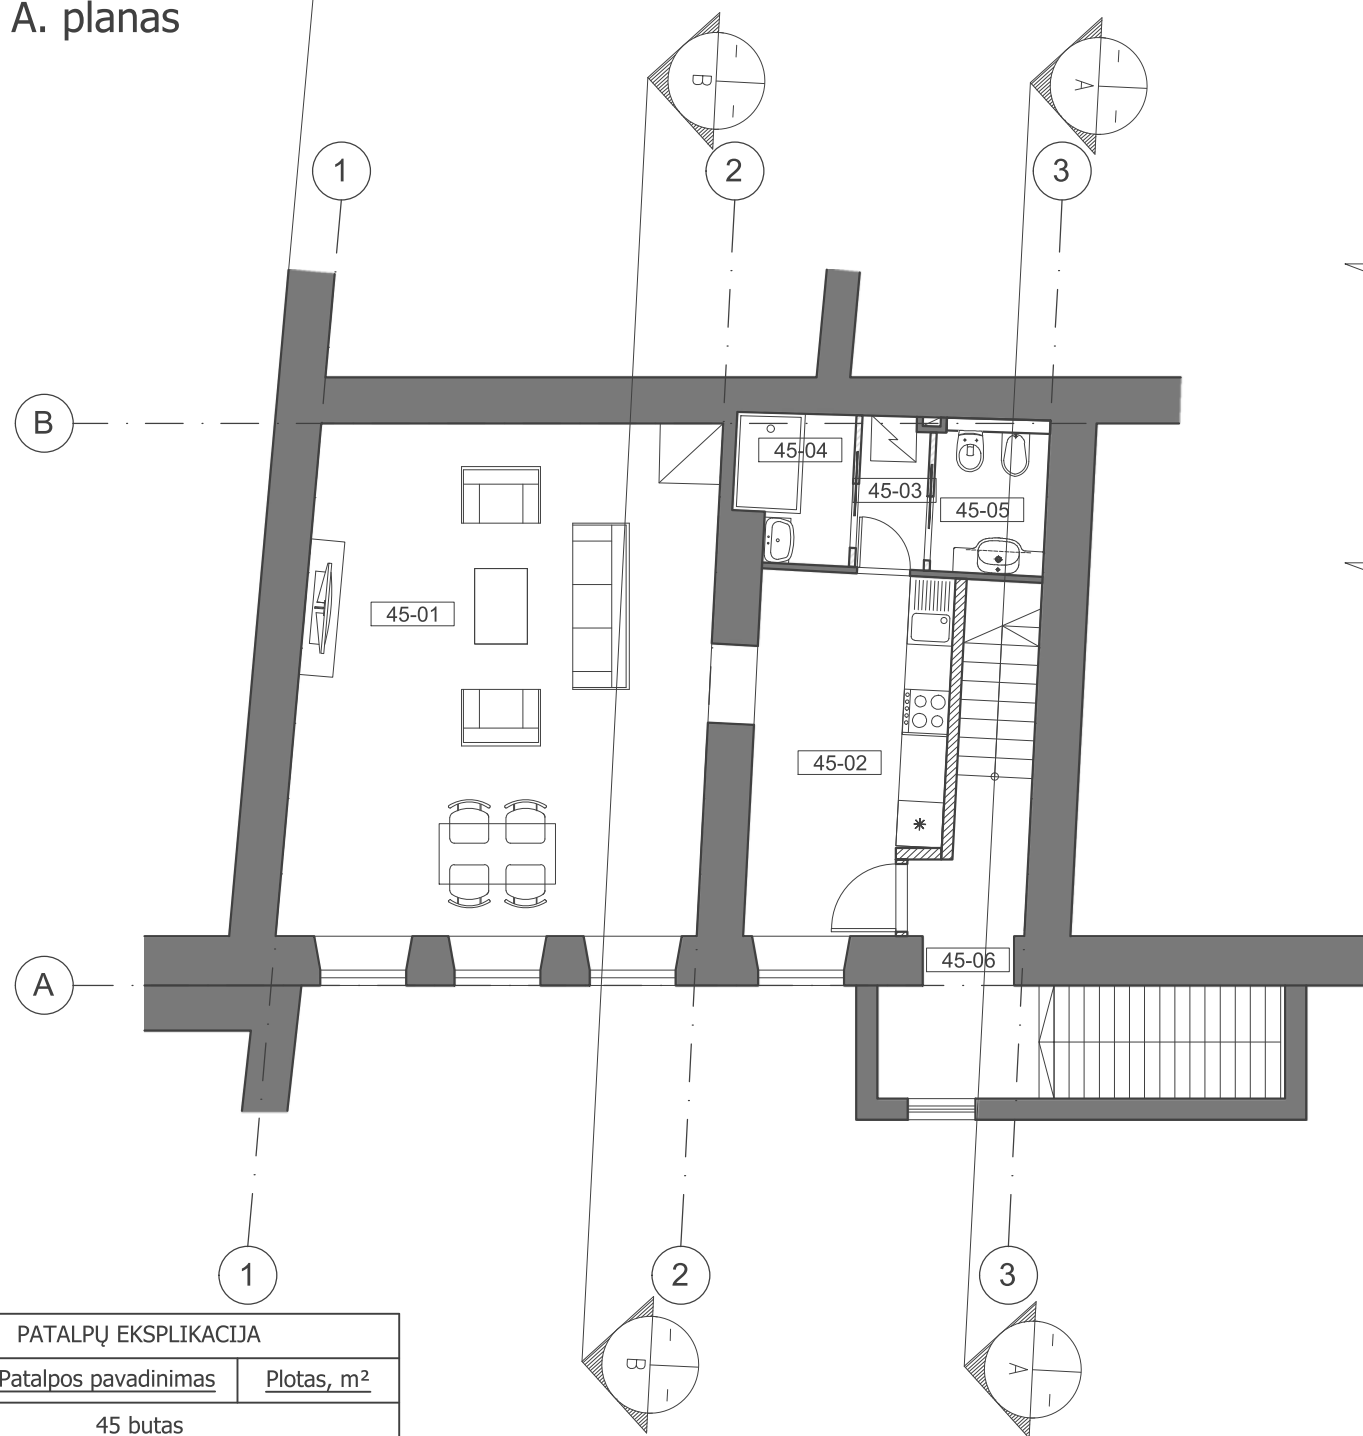 A. planas
B
A
1
2
3
B
45-04
45-03
45-05
45-01
45-02
45-06
A
1
2
3
B
A
PATALPŲ EKSPLIKACIJA
Patalpos pavadinimas Plotas, m²
45 butas